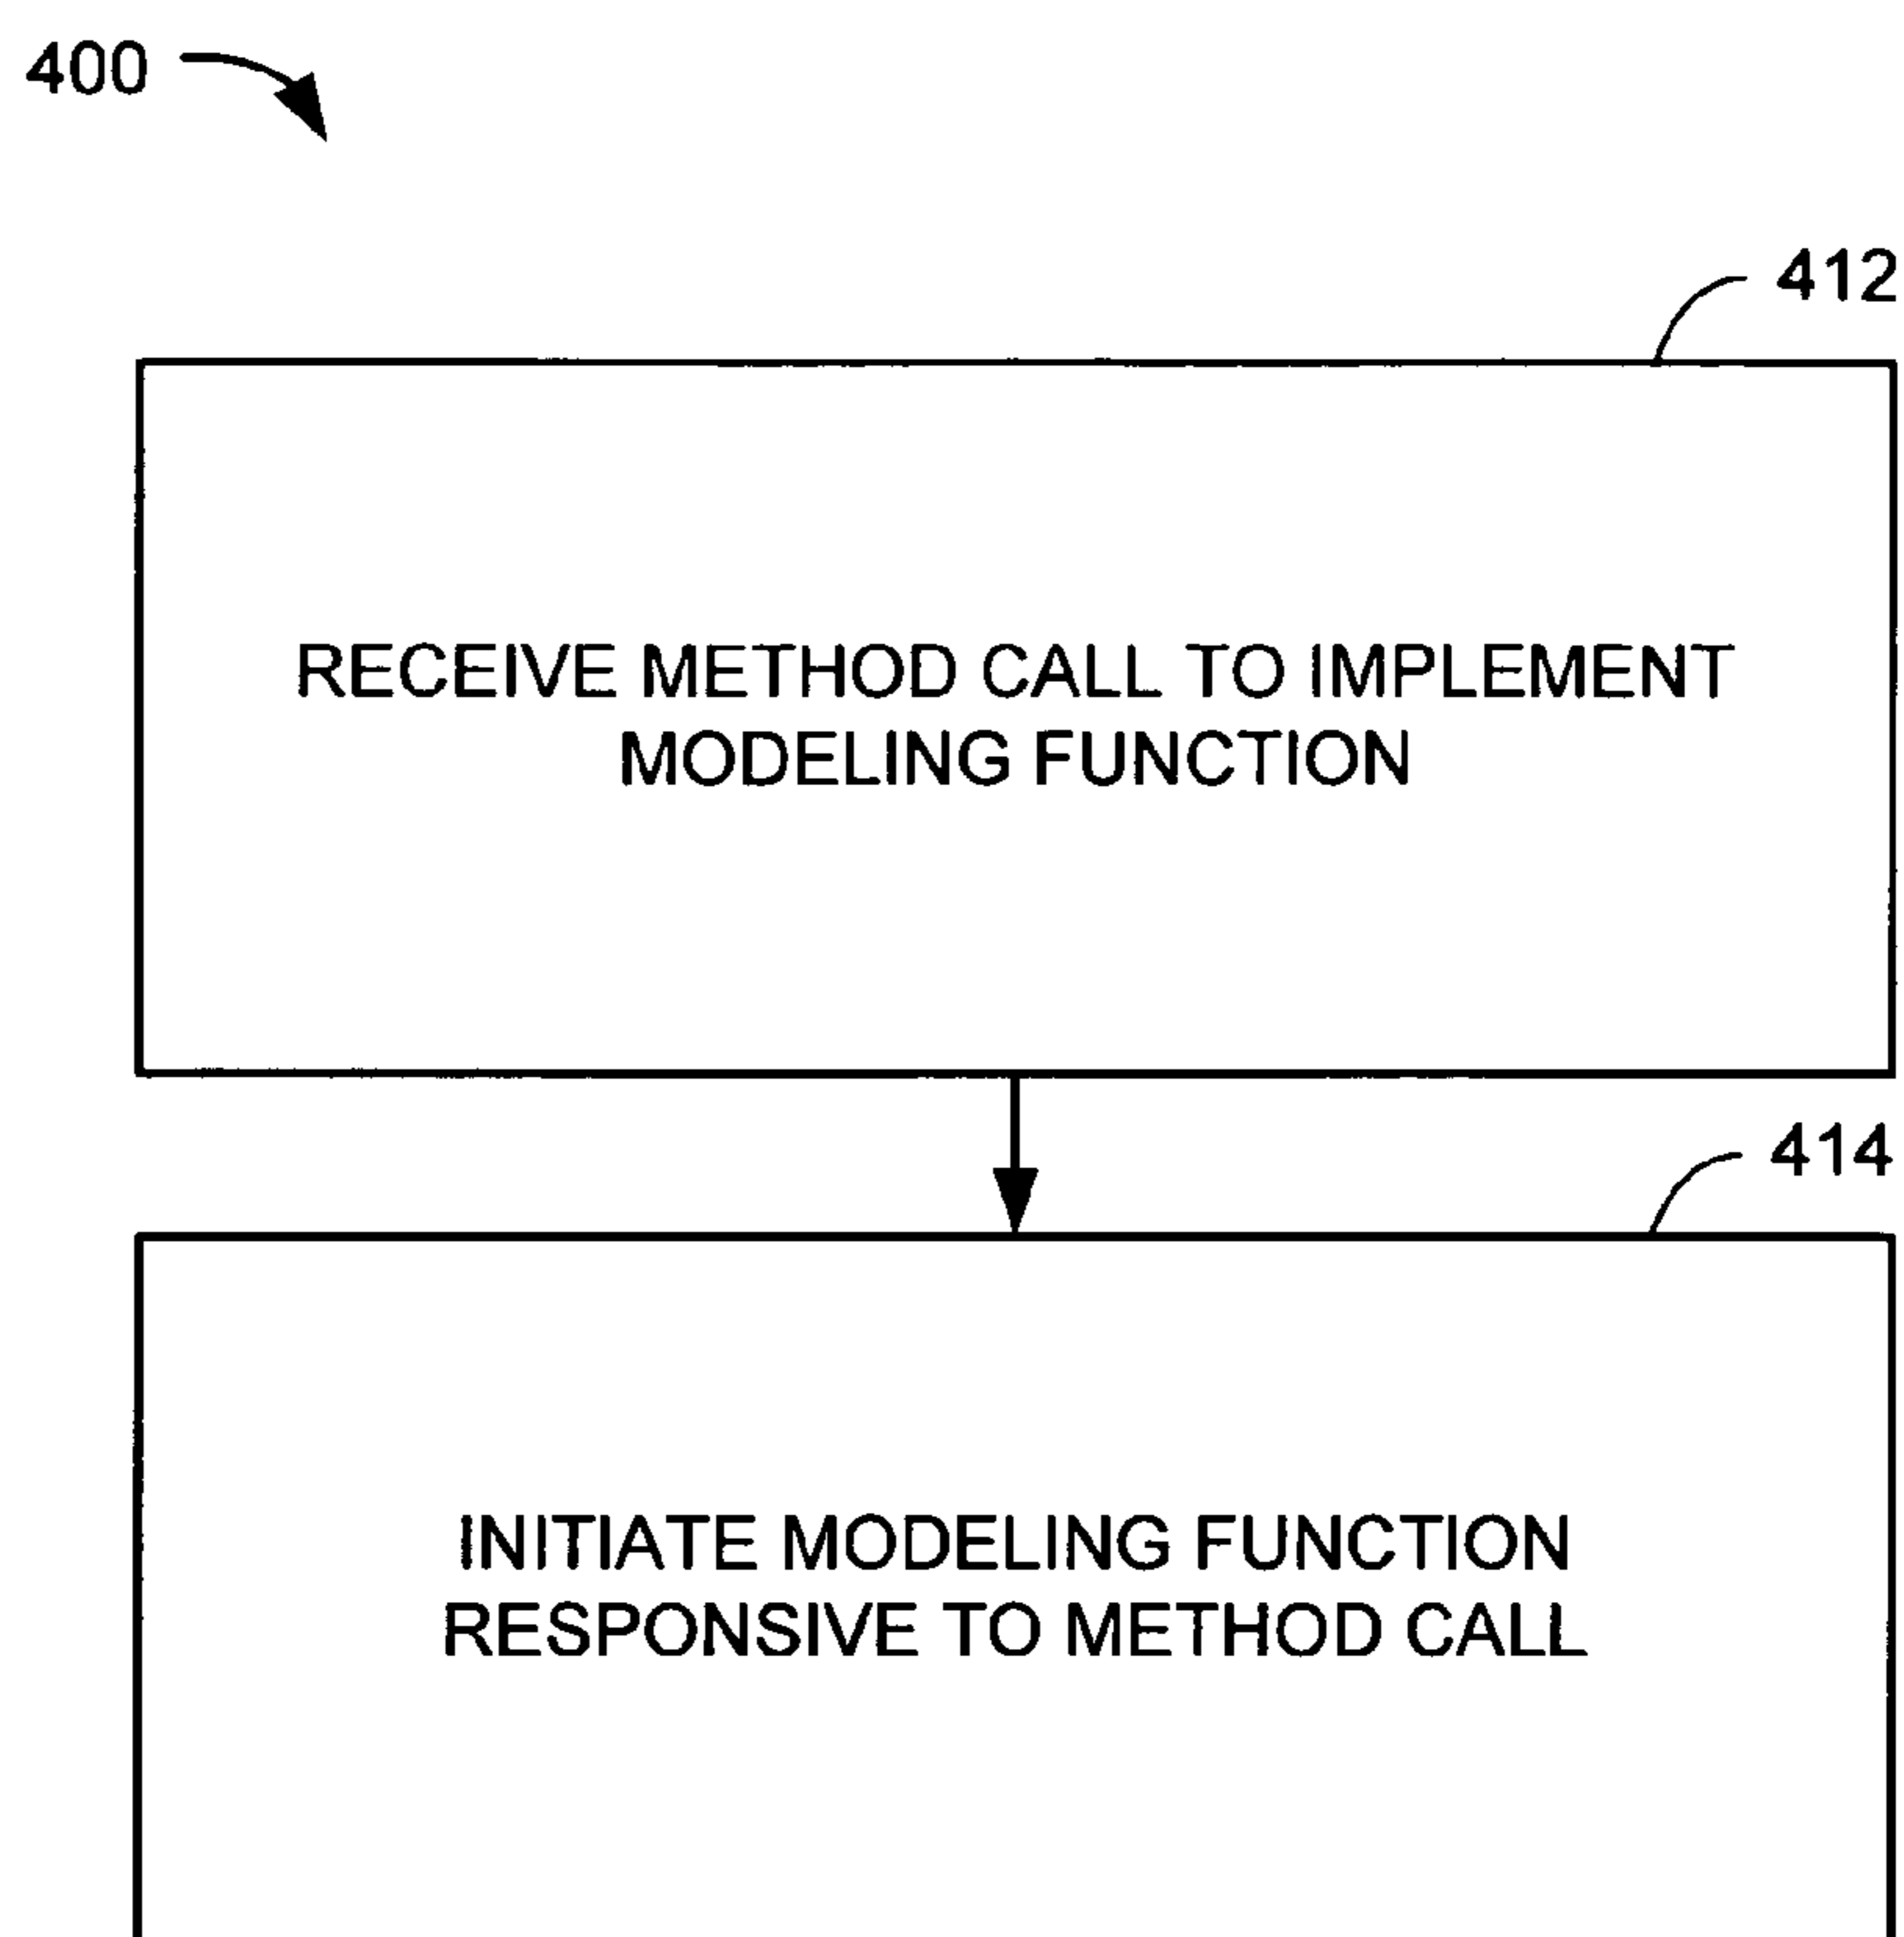 400
412
RECEIVE METHOD CALL TO IMPLEMENT
MODELING FUNCTION
414
INITIATE MODELING FUNCTION
RESPONSIVE TO METHOD CALL